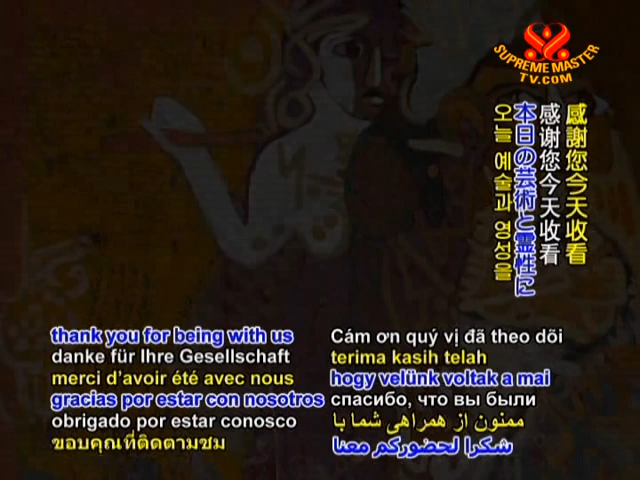 SUPREME MASTER
TV.COM
感謝您今天收看
感谢您今天收看
本日の芸術と霊性に
오늘 예술과 영성을
thank you for being with us
danke für Ihre Gesellschaft
merci d'avoir été avec nous
gracias por estar con nosotros
obrigado por estar conosco
ขอบคุณที่ติดตามชม
Cám ơn quý vị đã theo dõi
terima kasih telah
hogy velünk voltak a mai
спасибо, что вы были
ممنون از همراهی شما با
شكرا لحضوركم معنا